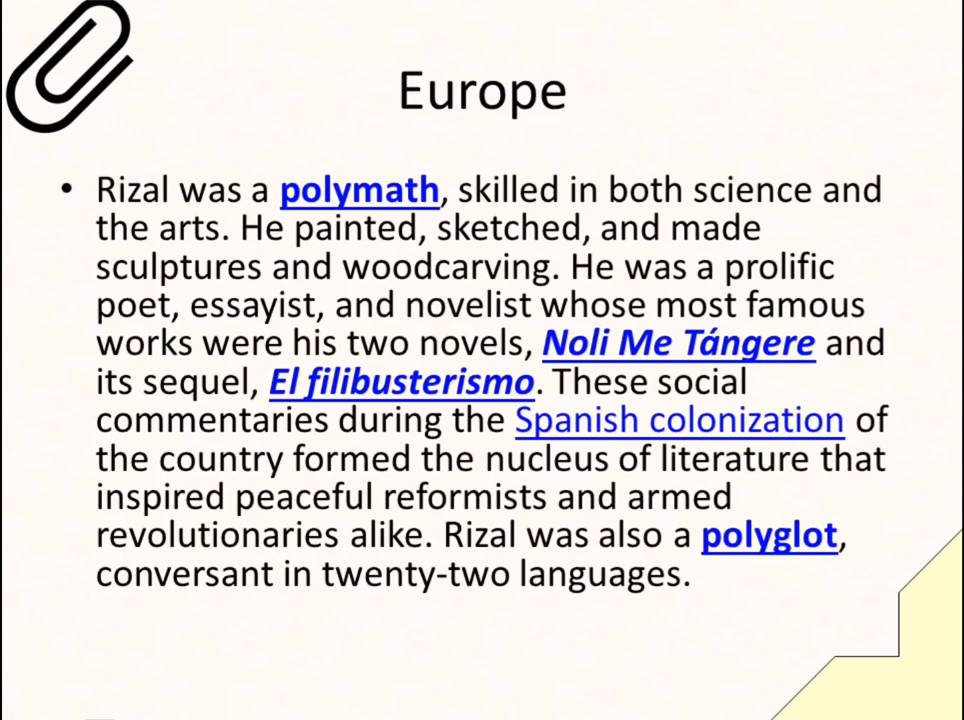 Europe
• Rizal was a polymath, skilled in both science and
the arts. He painted, sketched, and made
sculptures and woodcarving. He was a prolific
poet, essayist, and novelist whose most famous
works were his two novels, Noli Me Tángere and
its sequel, El filibusterismo. These social
commentaries during the Spanish colonization of
the country formed the nucleus of literature that
inspired peaceful reformists and armed
revolutionaries alike. Rizal was also a polyglot,
conversant in twenty-two languages.